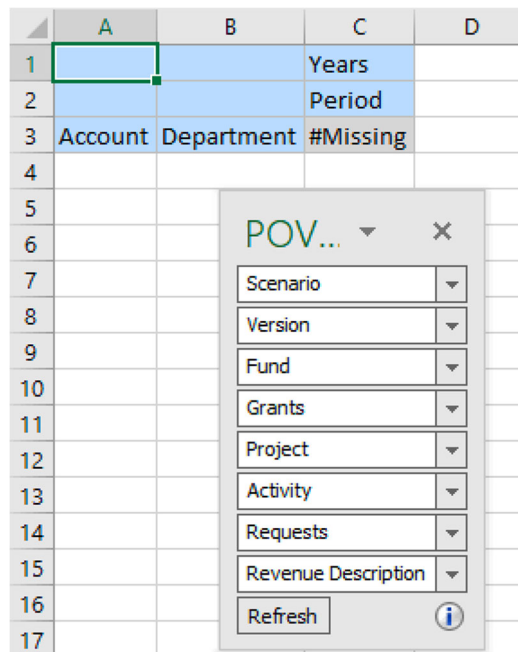 A B C D
1 Years
2 Period
3 Account Department #Missing
4
5
6 POV...
7 Scenario
8 Version
9 Fund
10 Grants
11
12 Project
13 Activity
14 Requests
15 Revenue Description
16 Refresh
17